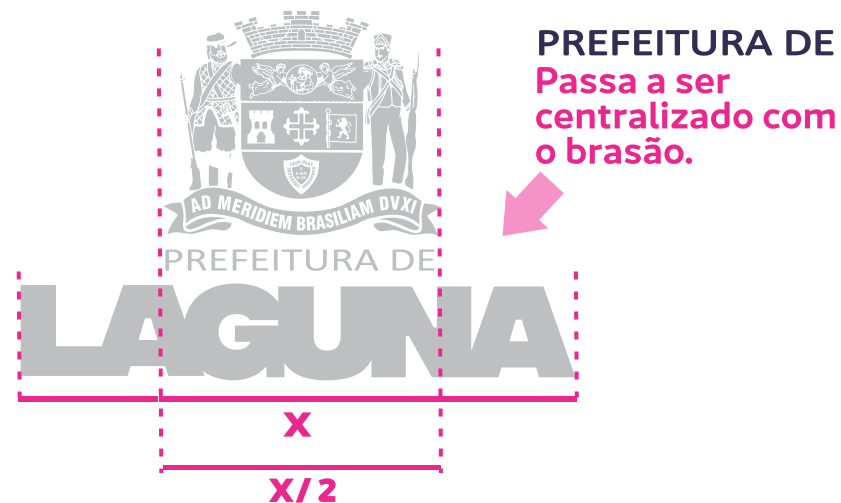 PREFEITURA DE
Passa a ser
centralizado com
o brasão.
AD MERIDIEM BRASILIAM DVXI
PREFEITURA DE
LAGUNA
X
X/2